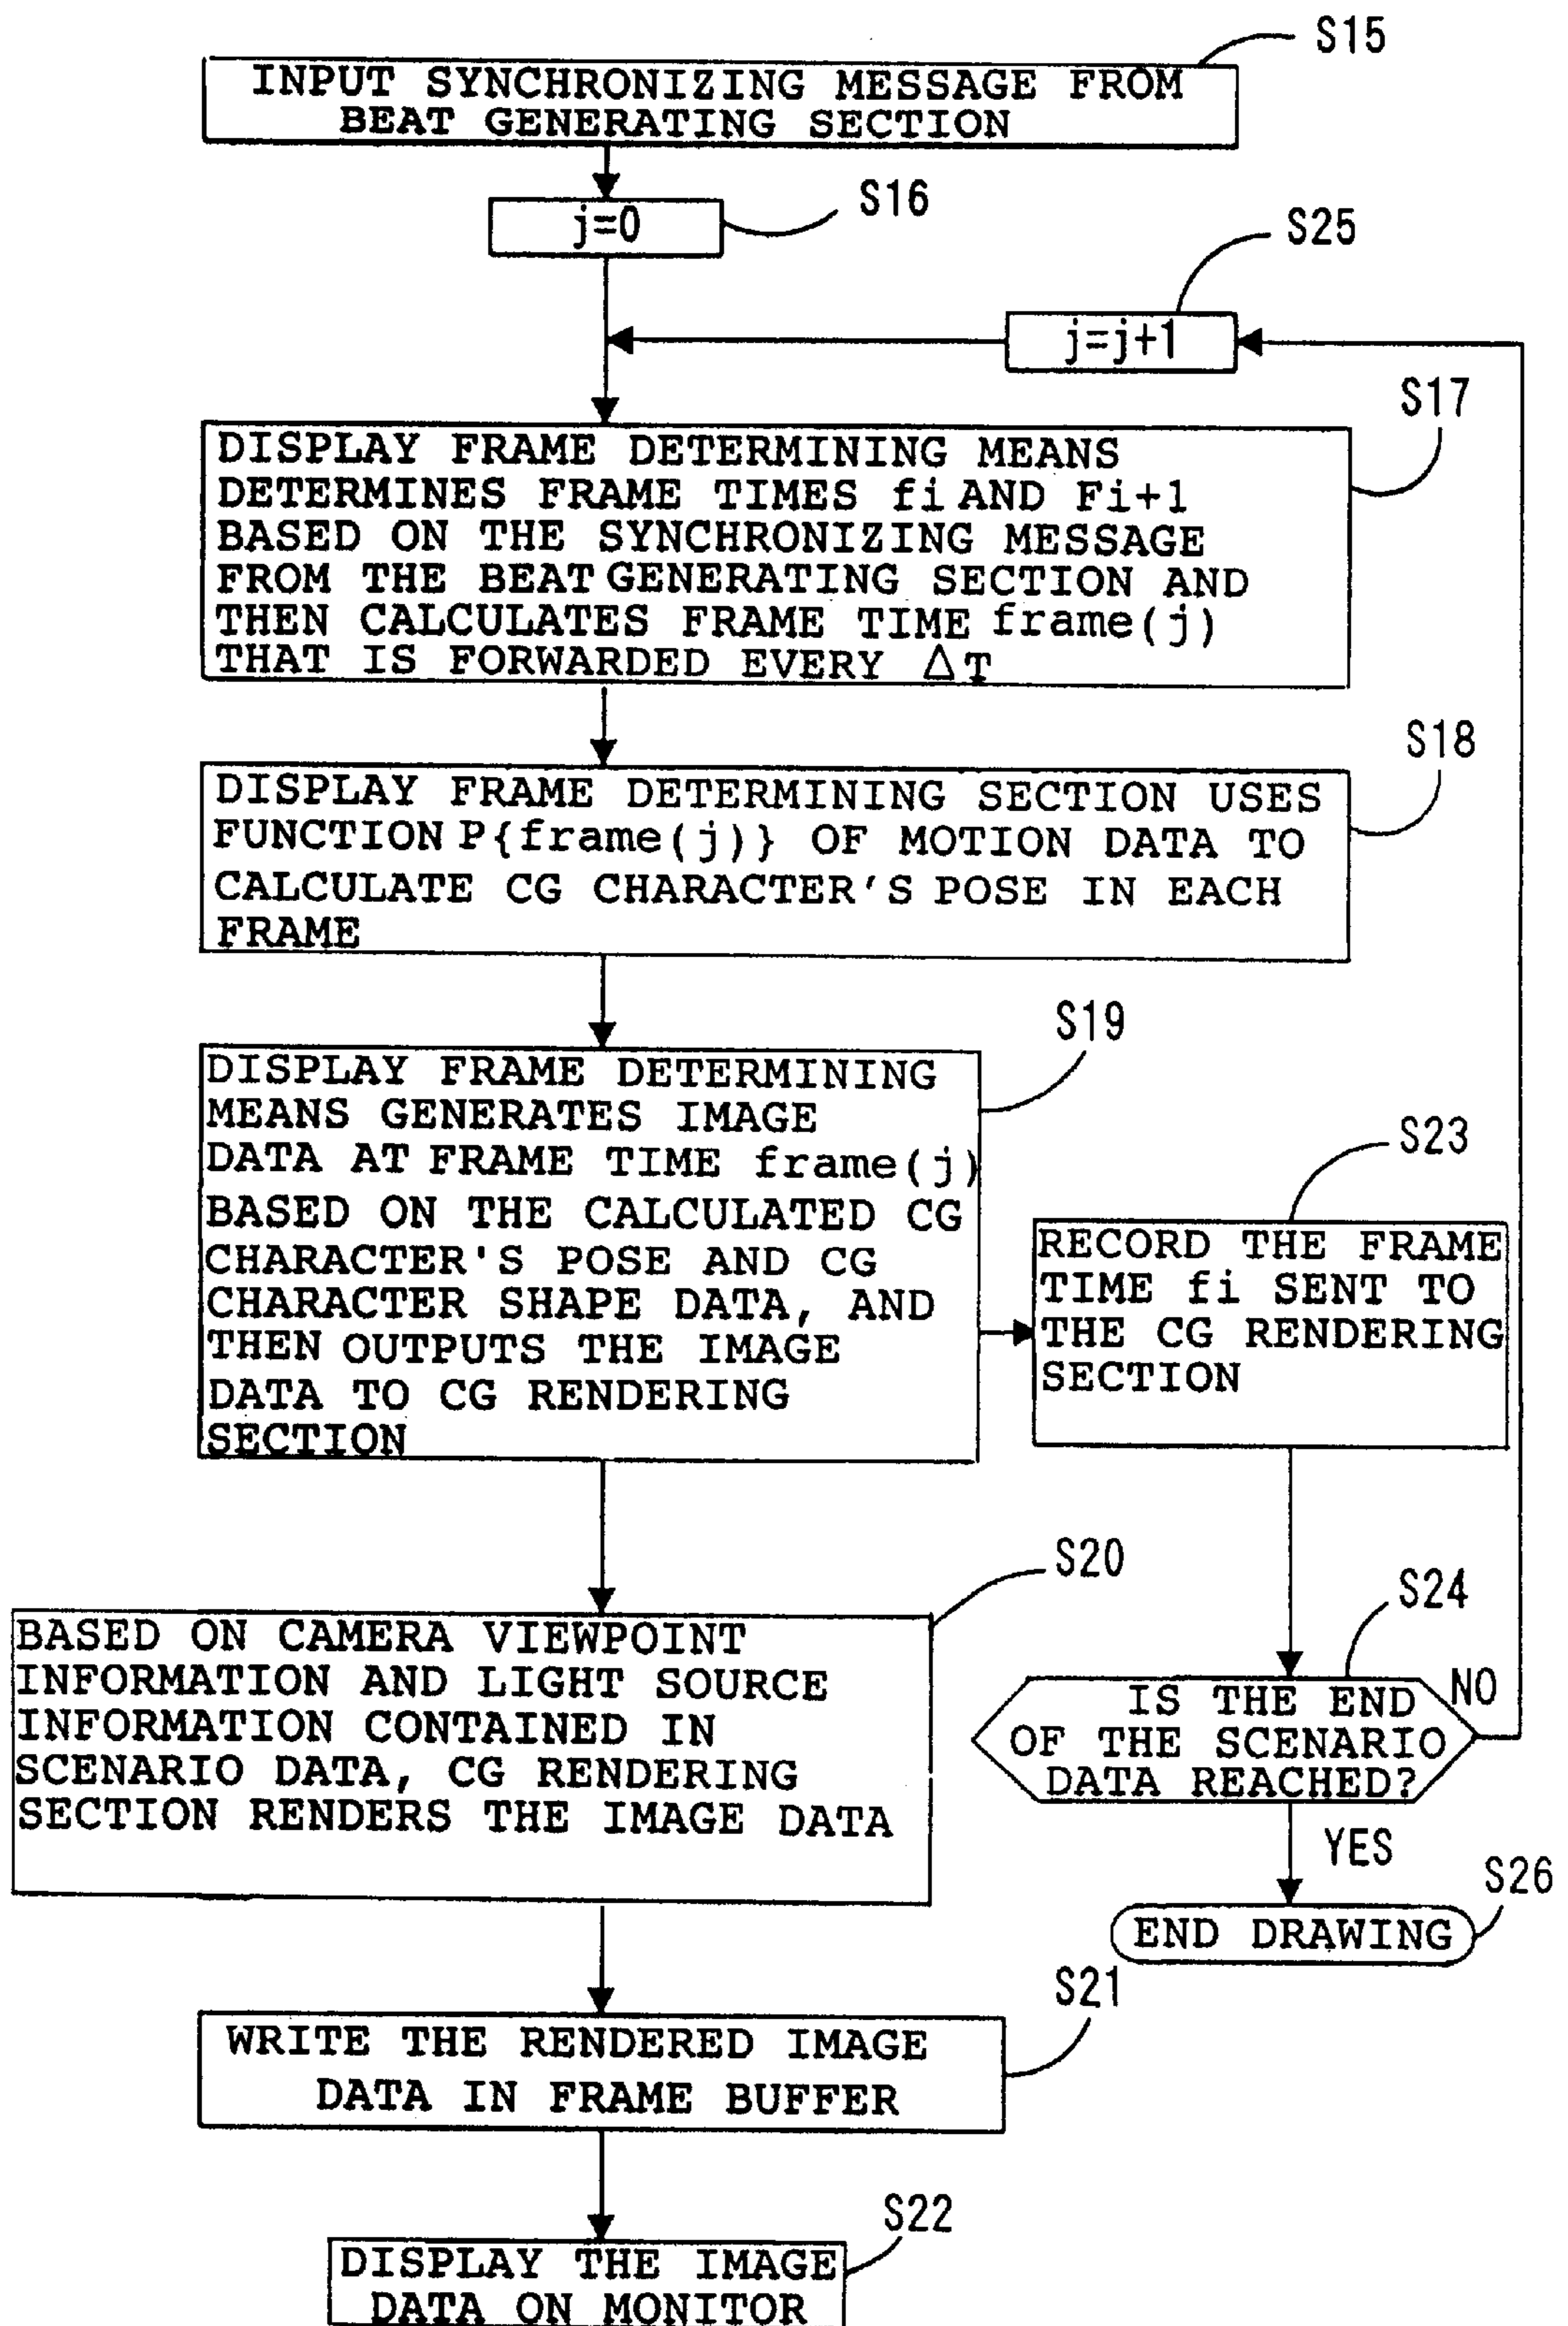 S15
INPUT SYNCHRONIZING MESSAGE FROM
BEAT GENERATING SECTION
S16
j=0
S25
j=j+1
S17
DISPLAY FRAME DETERMINING MEANS
DETERMINES FRAME TIMES fi AND Fi+1
BASED ON THE SYNCHRONIZING MESSAGE
FROM THE BEAT GENERATING SECTION AND
THEN CALCULATES FRAME TIME frame(j)
THAT IS FORWARDED EVERY ΔT
S18
DISPLAY FRAME DETERMINING SECTION USES
FUNCTION P{frame(j)} OF MOTION DATA TO
CALCULATE CG CHARACTER'S POSE IN EACH
FRAME
S19
DISPLAY FRAME DETERMINING
MEANS GENERATES IMAGE
DATA AT FRAME TIME frame(j)
BASED ON THE CALCULATED CG
CHARACTER'S POSE AND CG
CHARACTER SHAPE DATA, AND
THEN OUTPUTS THE IMAGE
DATA TO CG RENDERING
SECTION
S23
RECORD THE FRAME
TIME fi SENT TO
THE CG RENDERING
SECTION
S20
BASED ON CAMERA VIEWPOINT
INFORMATION AND LIGHT SOURCE
INFORMATION CONTAINED IN
SCENARIO DATA, CG RENDERING
SECTION RENDERS THE IMAGE DATA
S24
IS THE END
OF THE SCENARIO
DATA REACHED?
NO
YES
S26
END DRAWING
S21
WRITE THE RENDERED IMAGE
DATA IN FRAME BUFFER
S22
DISPLAY THE IMAGE
DATA ON MONITOR